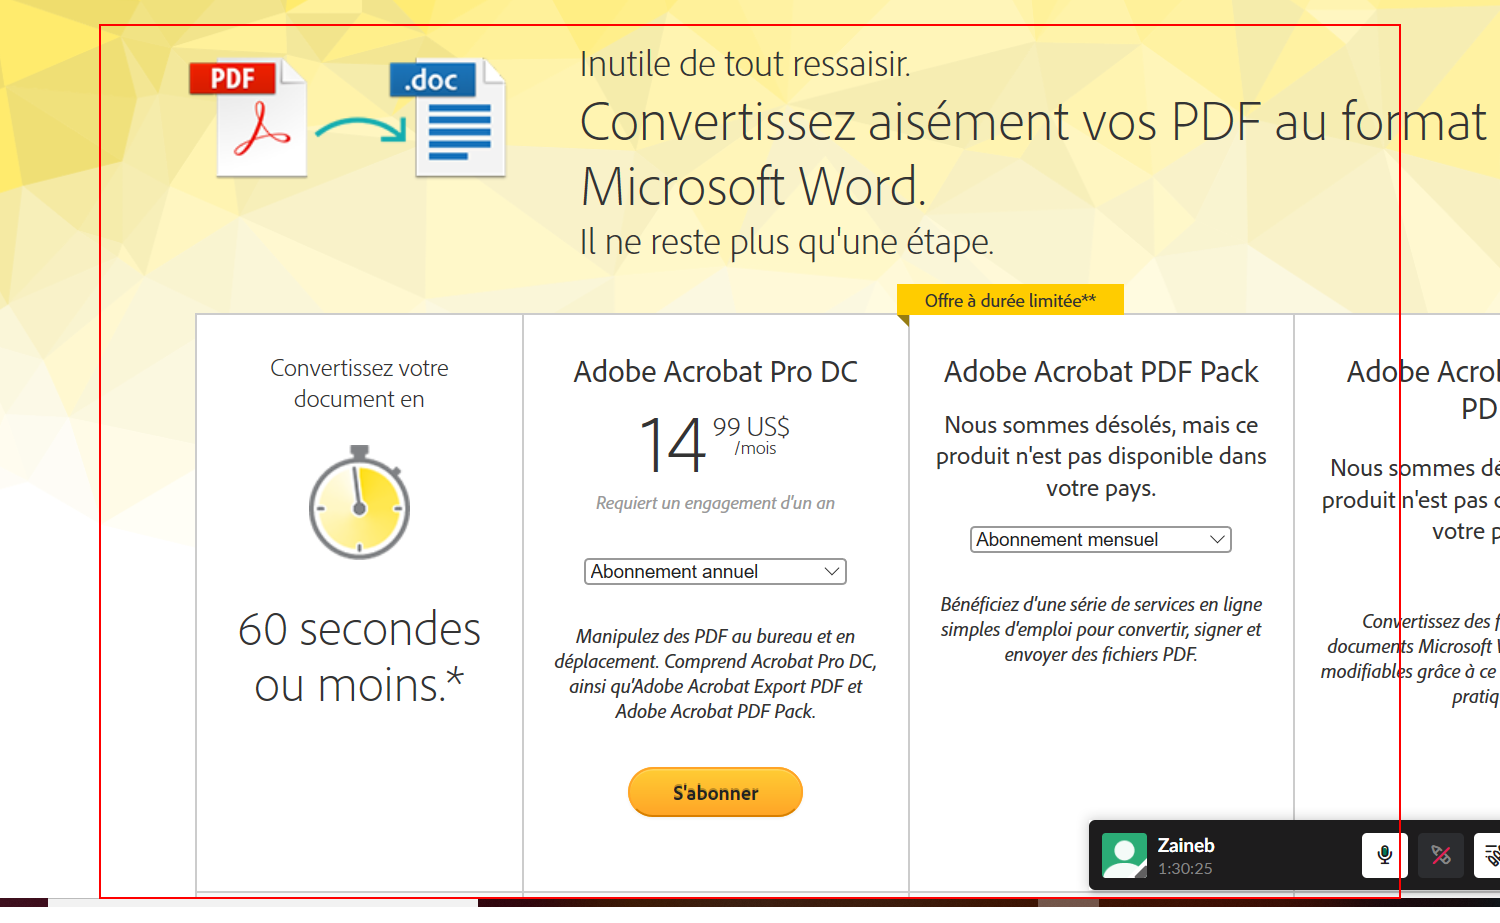 PDF
.doc
Inutile de tout ressaisir.
Convertissez aisément vos PDF au format
Microsoft Word.
Il ne reste plus qu'une étape.
Offre à durée limitée**
Convertissez votre
document en
60 secondes
ou moins.*
Adobe Acrobat Pro DC
14 99 US$
/mois
Requiert un engagement d'un an
Abonnement annuel
Manipulez des PDF au bureau et en
déplacement. Comprend Acrobat Pro DC,
ainsi qu'Adobe Acrobat Export PDF et
Adobe Acrobat PDF Pack.
S'abonner
Adobe Acrobat PDF Pack
Nous sommes désolés, mais ce
produit n'est pas disponible dans
votre pays.
Abonnement mensuel
Bénéficiez d'une série de services en ligne
simples d'emploi pour convertir, signer et
envoyer des fichiers PDF.
Adobe Acrob
PD
Nous sommes dé
produit n'est pas
votre p
Convertissez des f
documents Microsoft
modifiables grâce à ce
pratiq
Zaineb
1:30:25